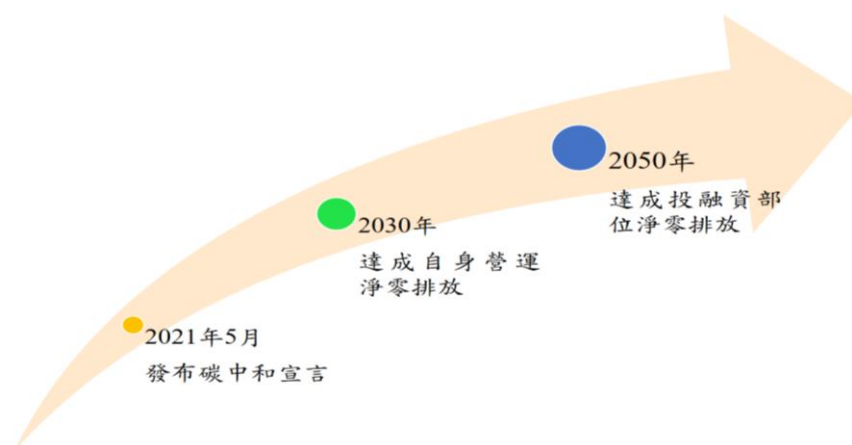 2050年
達成投融資部
位淨零排放
2030年
達成自身營運
淨零排放
2021年5月
發布碳中和宣言